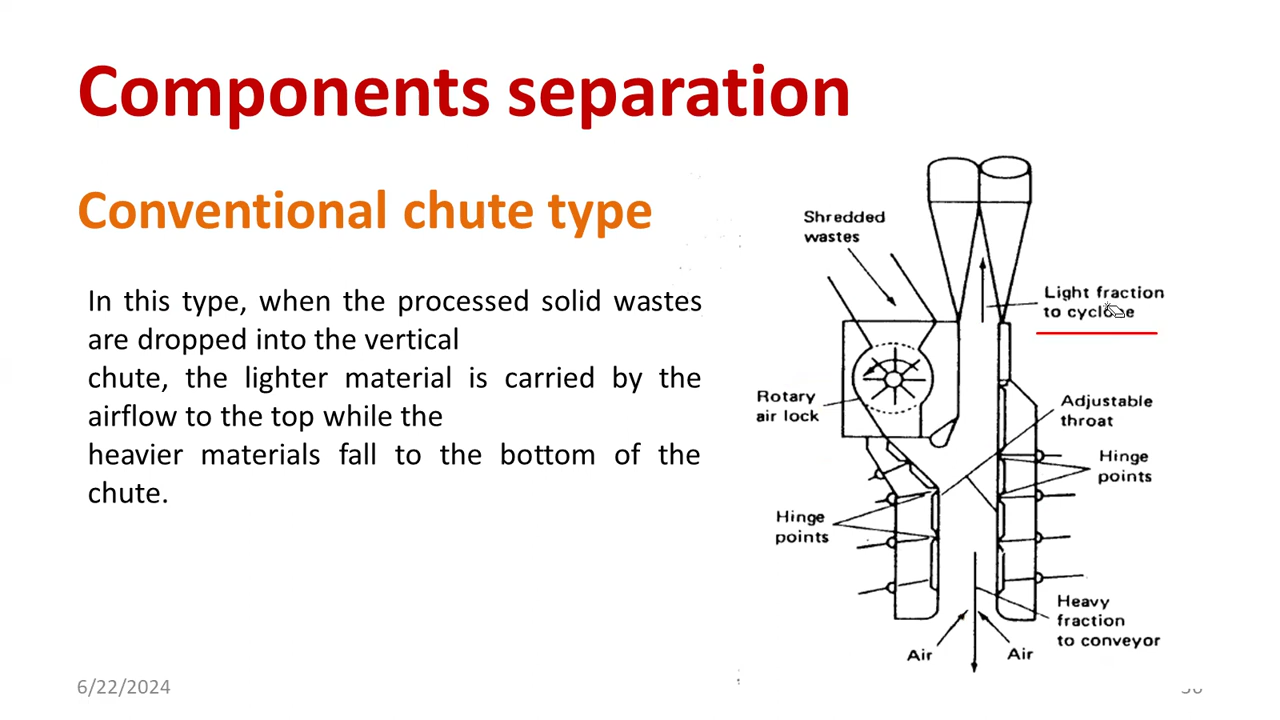 Components separation
Conventional chute type
In this type, when the processed solid wastes
are dropped into the vertical
chute, the lighter material is carried by the
airflow to the top while the
heavier materials fall to the bottom of the
chute.
Shredded
wastes
Light fraction
to cyclone
Rotary
air lock
Adjustable
throat
Hinge
points
Hinge
points
Heavy
fraction
to conveyor
Air
Air
6/22/2024